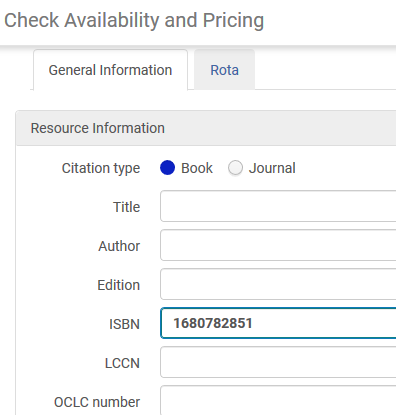 Check Availability and Pricing
General Information Rota
Resource Information
Citation type Book Journal
Title
Author
Edition
ISBN 1680782851
LCCN
OCLC number